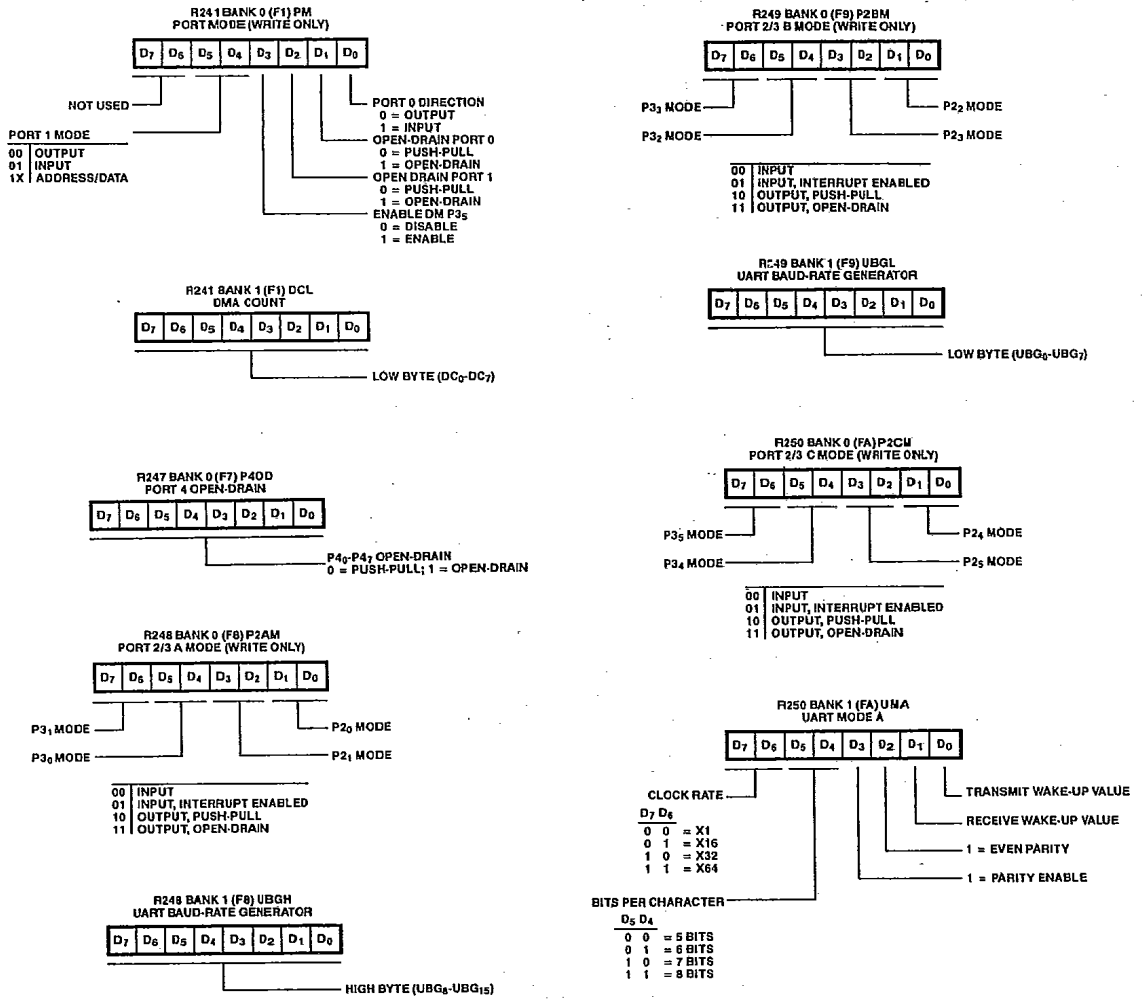 R241 BANK 0 (F1) PM
PORT MODE (WRITE ONLY)
D7 D6 D5 D4 D3 D2 D1 D0
NOT USED
PORT 1 MODE
00 OUTPUT
01 INPUT
1X ADDRESS/DATA
PORT 0 DIRECTION
0 = OUTPUT
1 = INPUT
OPEN-DRAIN PORT 0
0 = PUSH-PULL
1 = OPEN-DRAIN
OPEN DRAIN PORT 1
0 = PUSH-PULL
1 = OPEN-DRAIN
ENABLE DM P35
0 = DISABLE
1 = ENABLE
R241 BANK 1 (F1) DCL
DMA COUNT
D7 D6 D5 D4 D3 D2 D1 D0
LOW BYTE (DC0-DC7)
R247 BANK 0 (F7) P4OD
PORT 4 OPEN-DRAIN
D7 D6 D5 D4 D3 D2 D1 D0
P40-P47 OPEN-DRAIN
0 = PUSH-PULL; 1 = OPEN-DRAIN
R248 BANK 0 (F8) P2AM
PORT 2/3 A MODE (WRITE ONLY)
D7 D6 D5 D4 D3 D2 D1 D0
P31 MODE
P30 MODE
P20 MODE
P21 MODE
00 INPUT
01 INPUT, INTERRUPT ENABLED
10 OUTPUT, PUSH-PULL
11 OUTPUT, OPEN-DRAIN
R248 BANK 1 (F8) UBGH
UART BAUD-RATE GENERATOR
D7 D6 D5 D4 D3 D2 D1 D0
HIGH BYTE (UBG8-UBG15)
R249 BANK 0 (F9) P2BM
PORT 2/3 B MODE (WRITE ONLY)
D7 D6 D5 D4 D3 D2 D1 D0
P33 MODE
P32 MODE
P22 MODE
P23 MODE
00 INPUT
01 INPUT, INTERRUPT ENABLED
10 OUTPUT, PUSH-PULL
11 OUTPUT, OPEN-DRAIN
R249 BANK 1 (F9) UBGL
UART BAUD-RATE GENERATOR
D7 D6 D5 D4 D3 D2 D1 D0
LOW BYTE (UBG0-UBG7)
R250 BANK 0 (FA) P2CM
PORT 2/3 C MODE (WRITE ONLY)
D7 D6 D5 D4 D3 D2 D1 D0
P35 MODE
P34 MODE
P24 MODE
P25 MODE
00 INPUT
01 INPUT, INTERRUPT ENABLED
10 OUTPUT, PUSH-PULL
11 OUTPUT, OPEN-DRAIN
R250 BANK 1 (FA) UMA
UART MODE A
D7 D6 D5 D4 D3 D2 D1 D0
CLOCK RATE
D7 D6
0 0 = X1
0 1 = X16
1 0 = X32
1 1 = X64
BITS PER CHARACTER
D5 D4
0 0 = 5 BITS
0 1 = 6 BITS
1 0 = 7 BITS
1 1 = 8 BITS
TRANSMIT WAKE-UP VALUE
RECEIVE WAKE-UP VALUE
1 = EVEN PARITY
1 = PARITY ENABLE